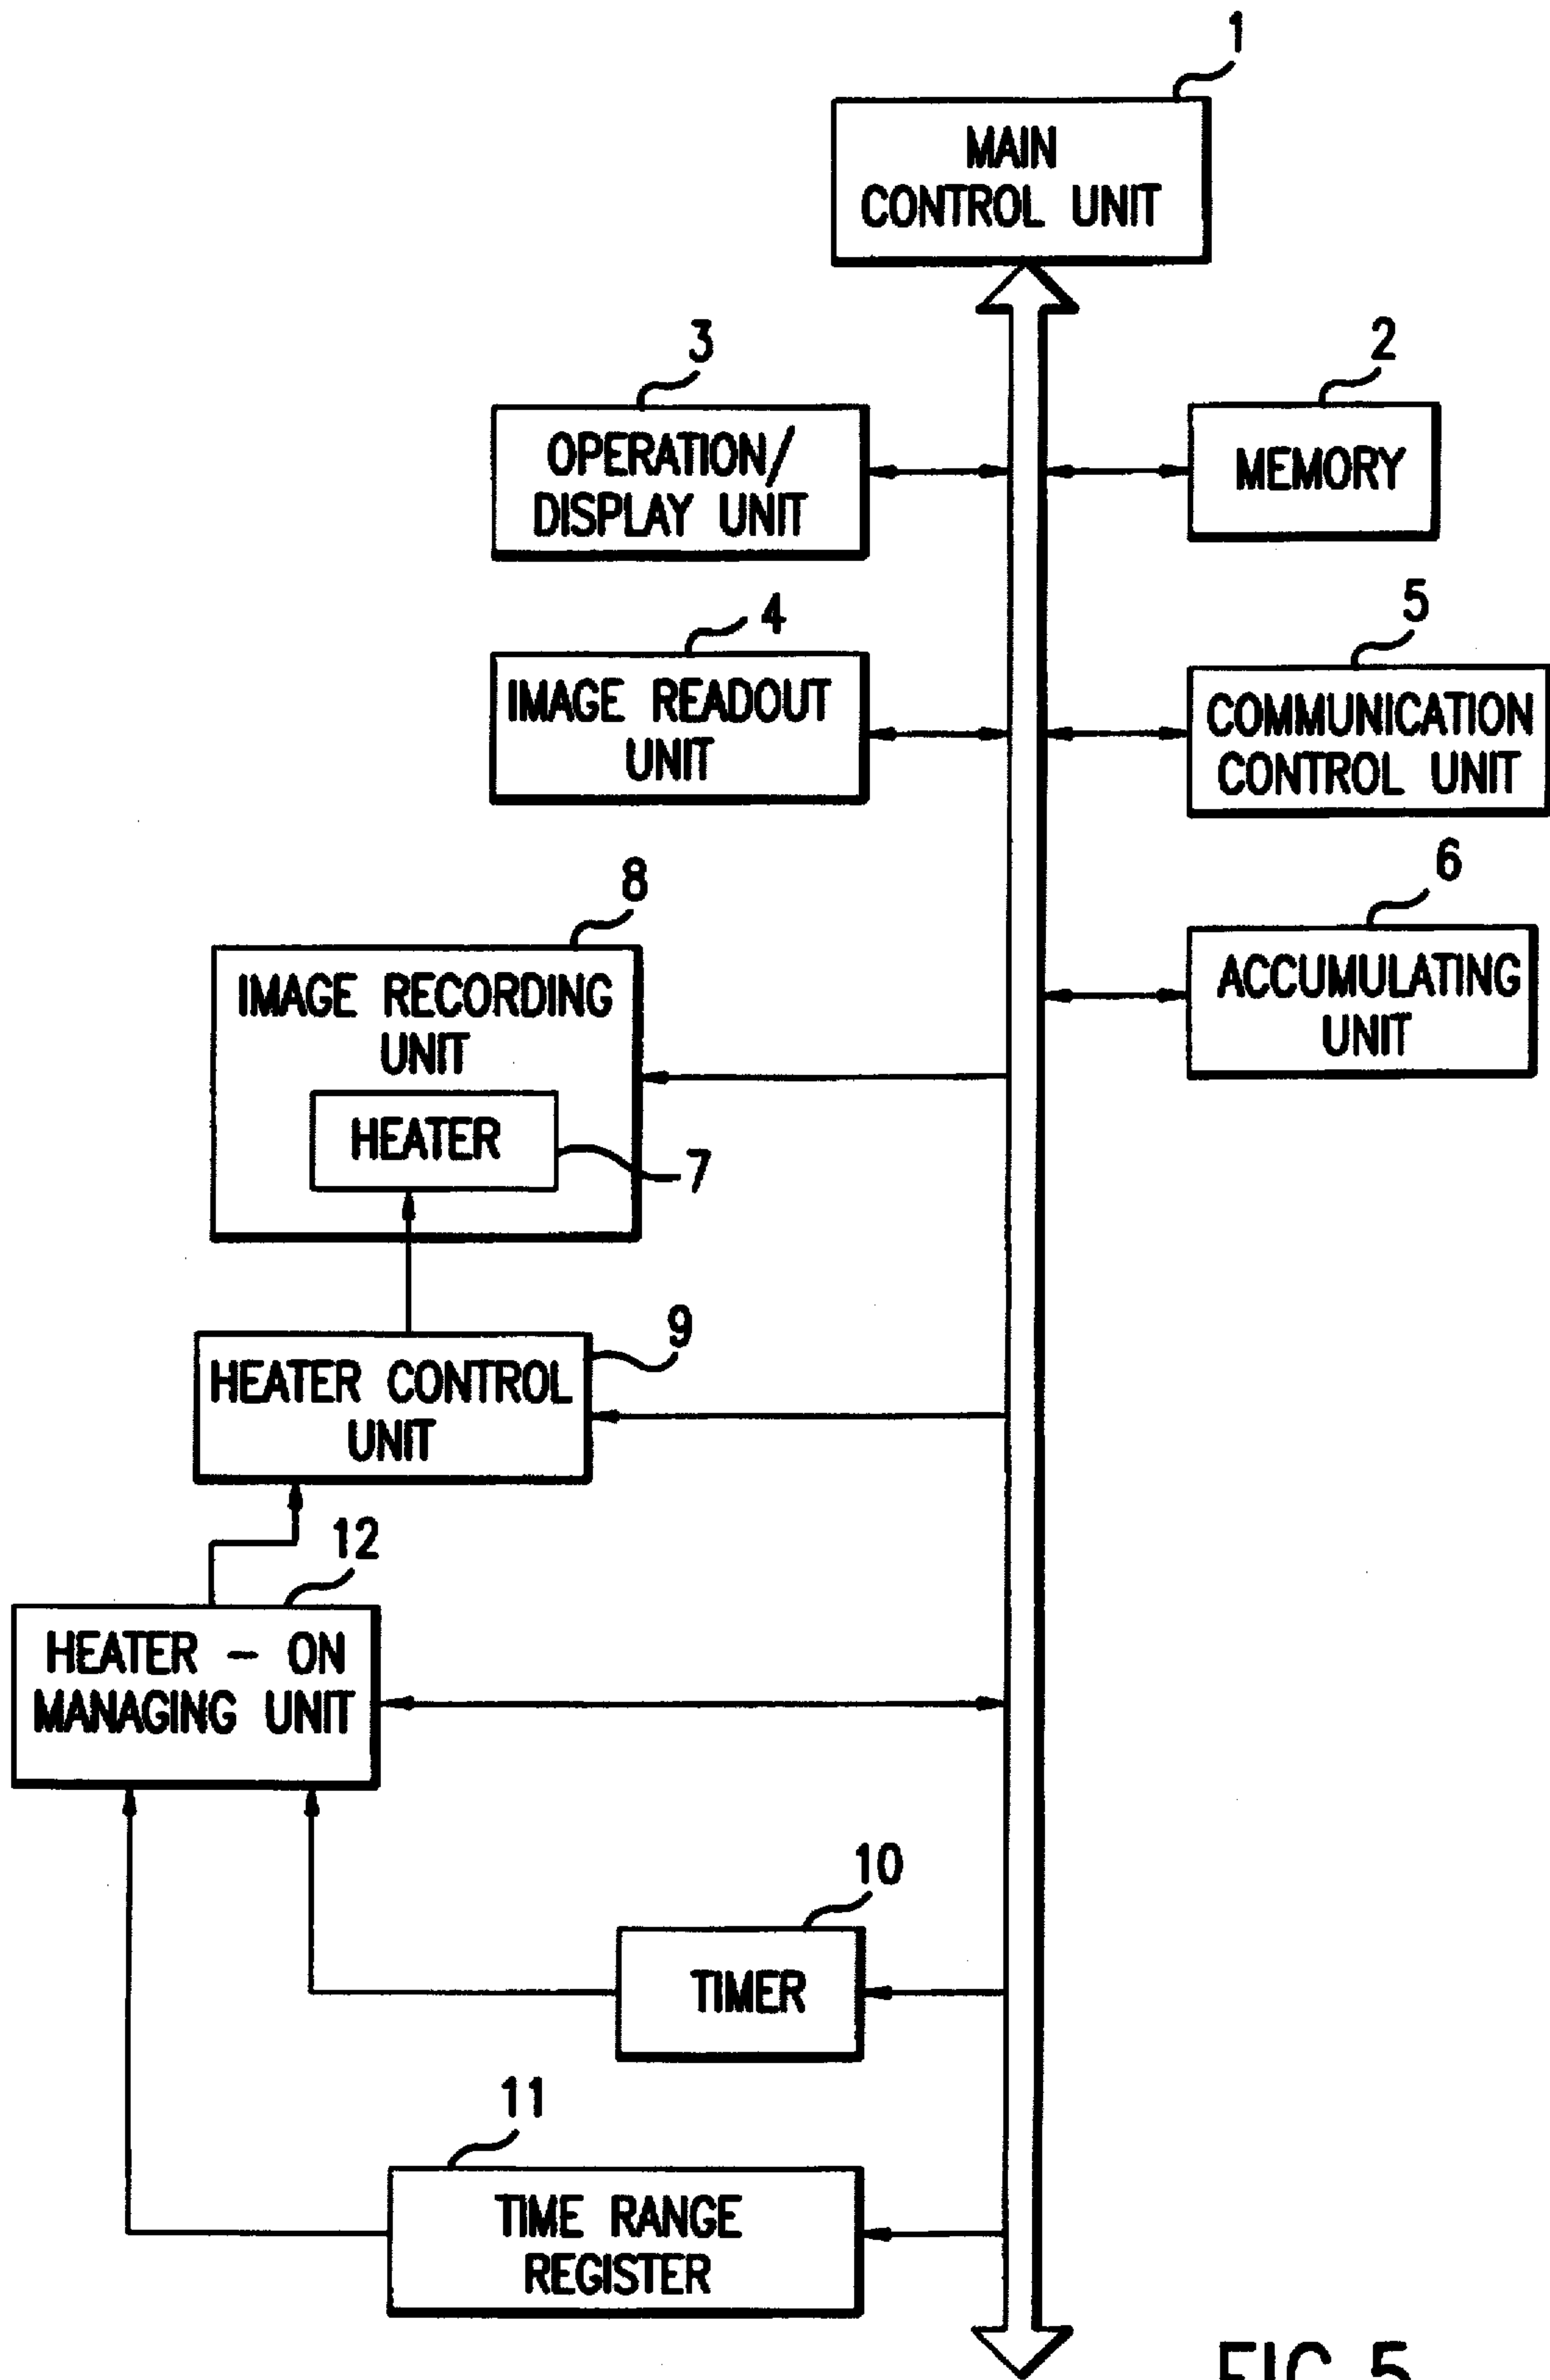 1
MAIN
CONTROL UNIT
3
OPERATION/
DISPLAY UNIT
2
MEMORY
4
IMAGE READOUT
UNIT
5
COMMUNICATION
CONTROL UNIT
6
ACCUMULATING
UNIT
8
IMAGE RECORDING
UNIT
HEATER
7
9
HEATER CONTROL
UNIT
12
HEATER - ON
MANAGING UNIT
10
TIMER
11
TIME RANGE
REGISTER
FIG. 5